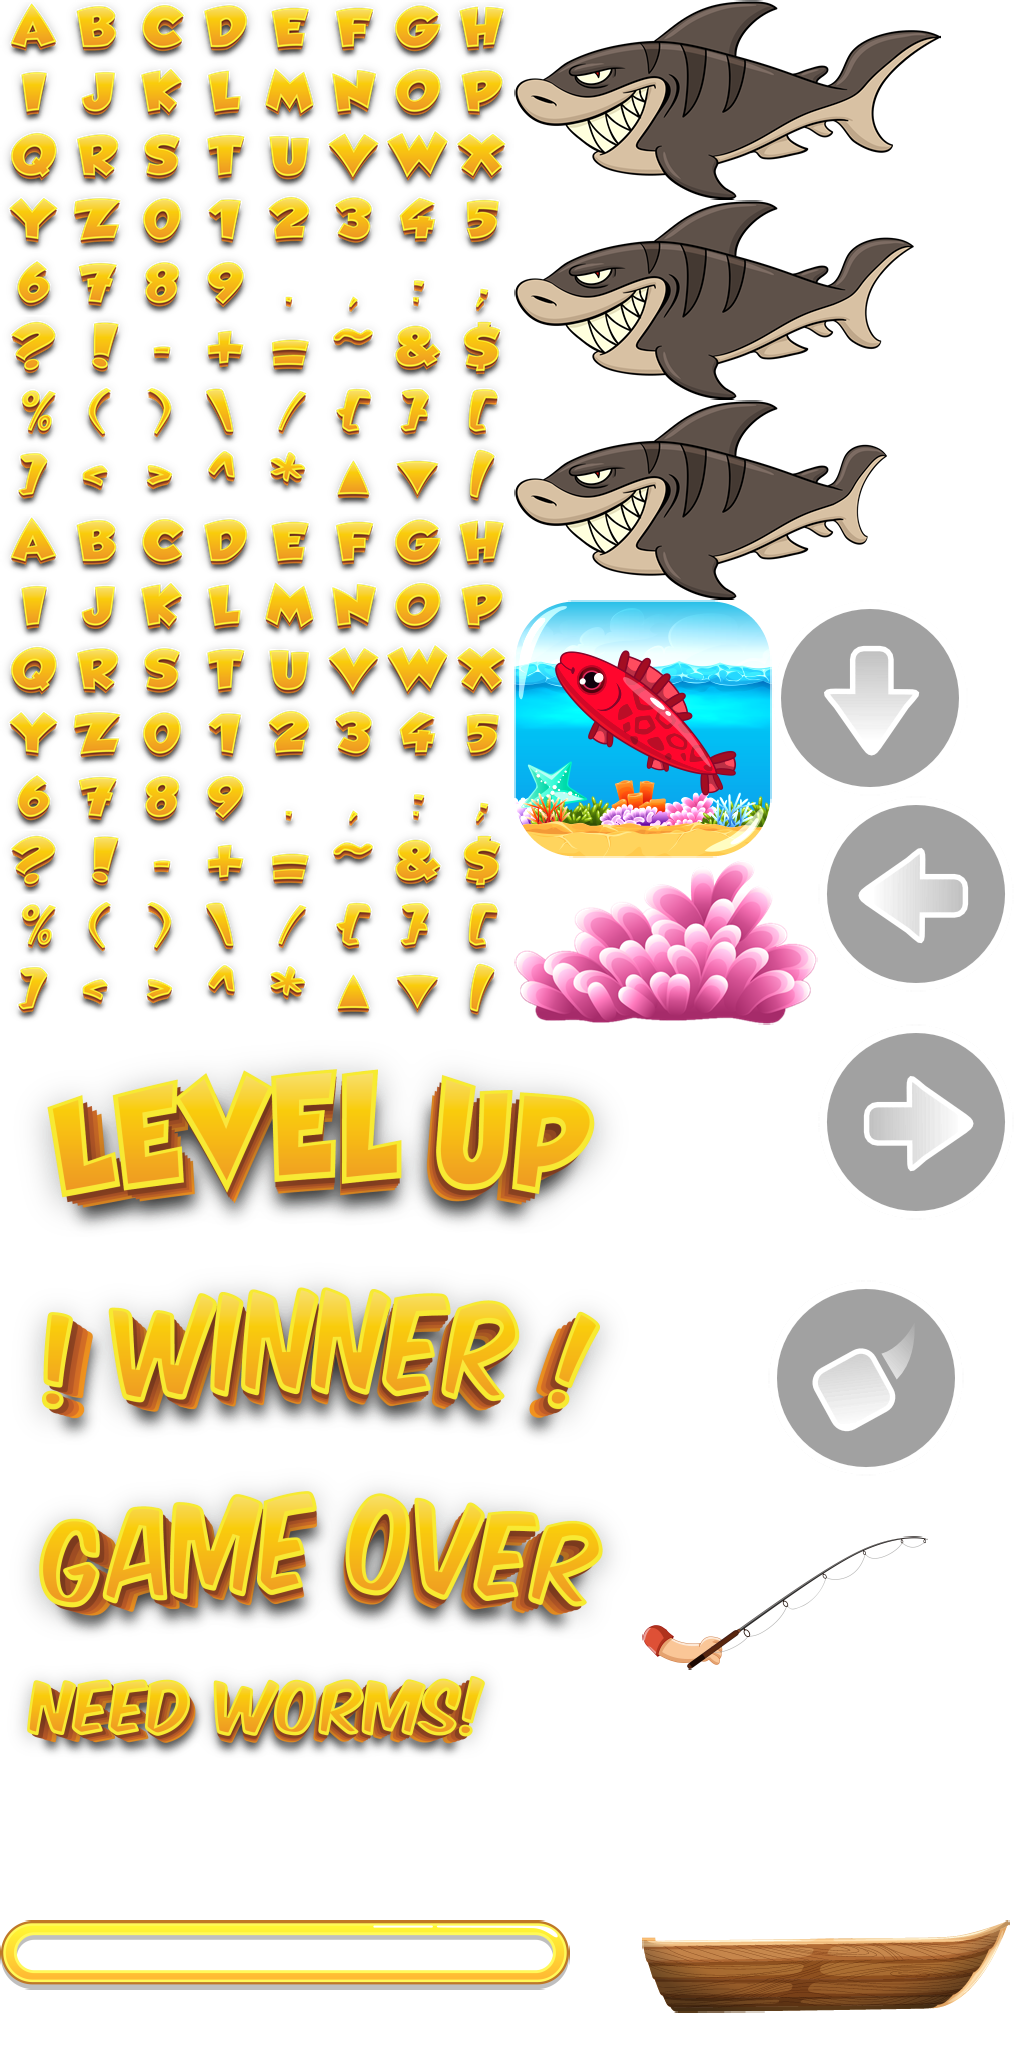 A B C D E F G H
I J K L M N O P
Q R S T U V W X
Y Z 0 1 2 3 4 5
6 7 8 9 . , : ;
? ! - + = ~ & $
% ( ) \ / { } [
] < > ^ * ▲ ▼ !
A B C D E F G H
I J K L M N O P
Q R S T U V W X
Y Z 0 1 2 3 4 5
6 7 8 9 . , : ;
? ! - + = ~ & $
% ( ) \ / { } [
] < > ^ * ▲ ▼ !
LEVEL UP
! WINNER !
GAME OVER
NEED WORMS!